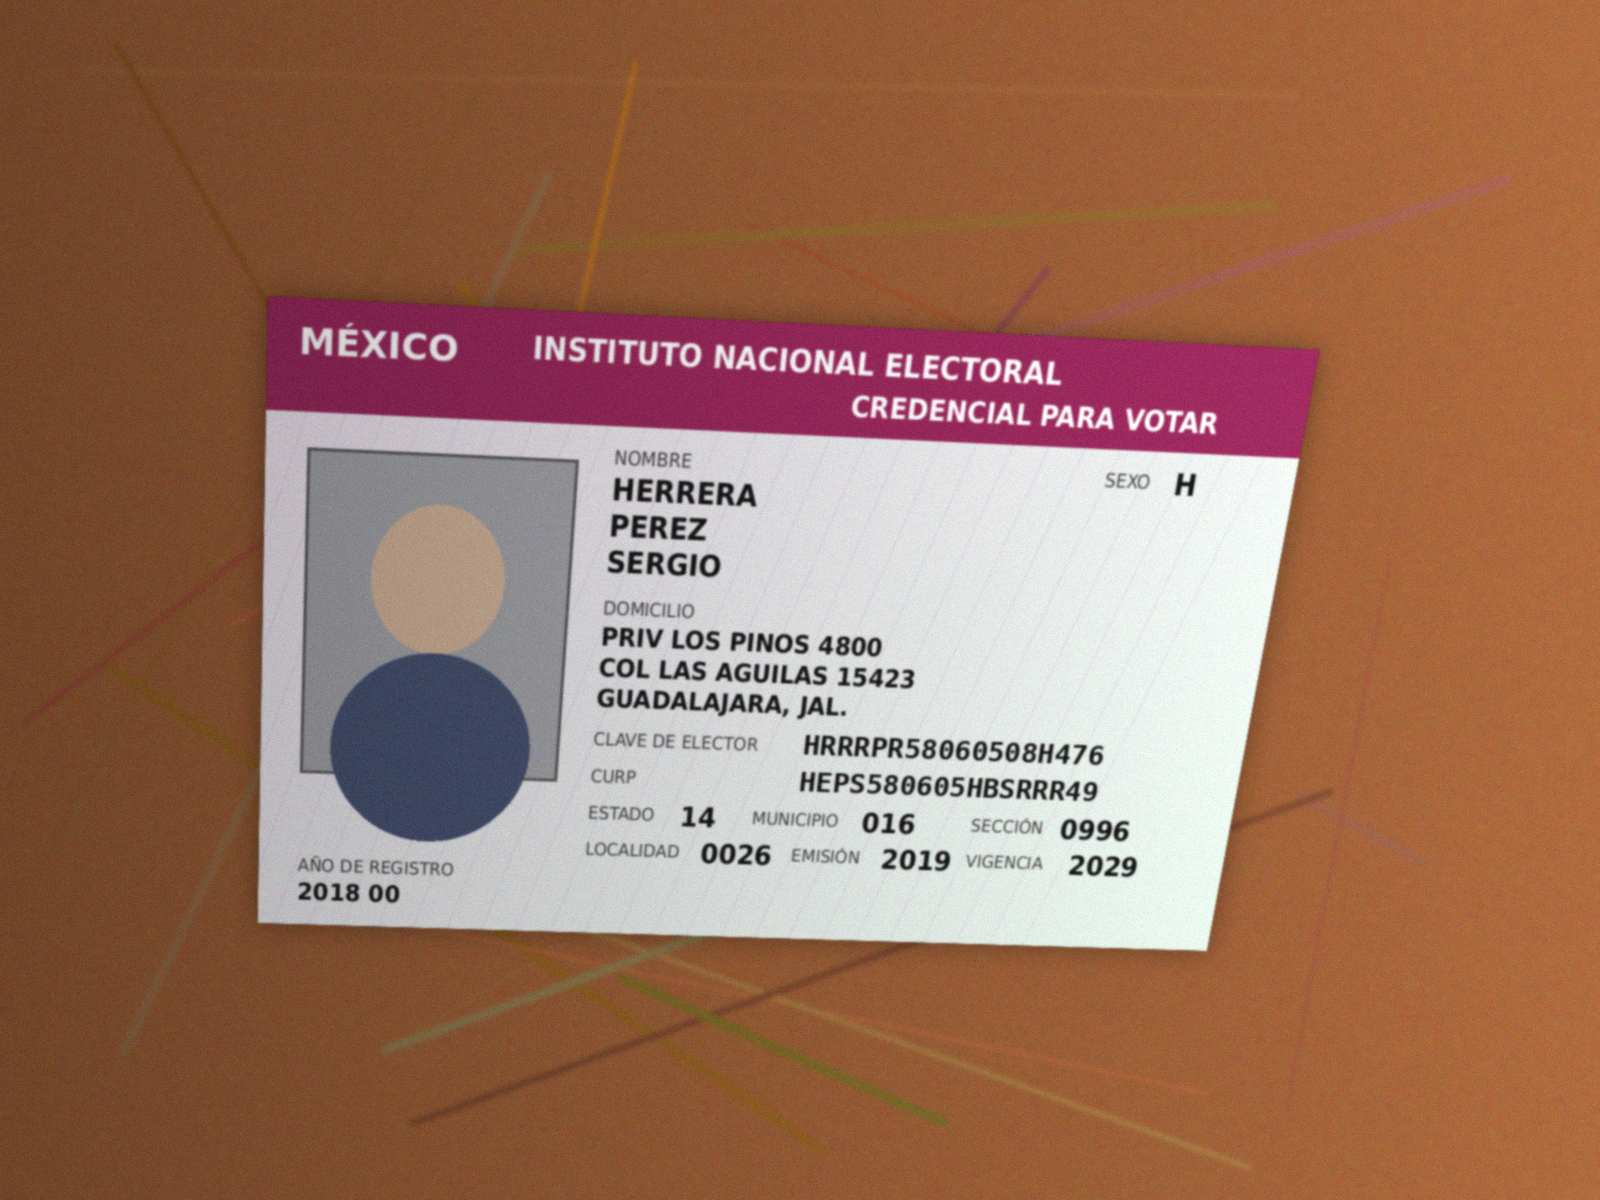 MÉXICO INSTITUTO NACIONAL ELECTORAL
CREDENCIAL PARA VOTAR
NOMBRE
SEXO H
HERRERA
PEREZ
SERGIO
DOMICILIO
PRIV LOS PINOS 4800
COL LAS AGUILAS 15423
GUADALAJARA, JAL.
CLAVE DE ELECTOR HRRRPR58060508H476
CURP HEPS580605HBSRRR49
ESTADO 14 MUNICIPIO 016 SECCIÓN 0996
LOCALIDAD 0026 EMISIÓN 2019 VIGENCIA 2029
AÑO DE REGISTRO
2018 00